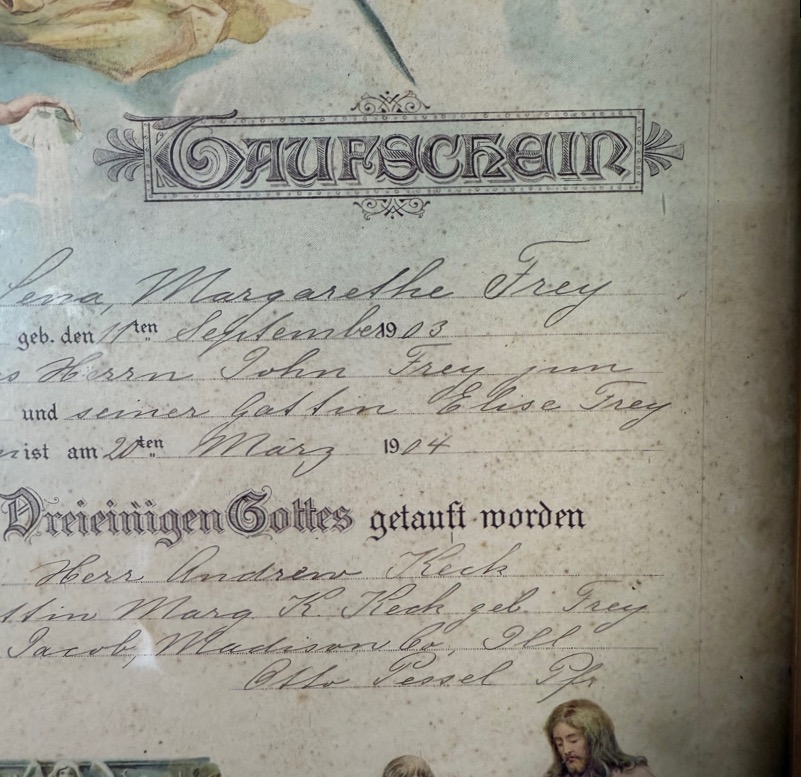 TAUFSCHEIN
Lena, Margarethe Frey
geb. den 11ten September 1903
Herrn John Frey jun
und seiner Gattin Elise Frey
ist am 20ten März 1904
Dreieinigen Gottes getauft worden
Herr Andrew Keck
Marg. K. Keck geb. Frey
Jacob, Madison Co, Ill.
Otto Pessel Pfr